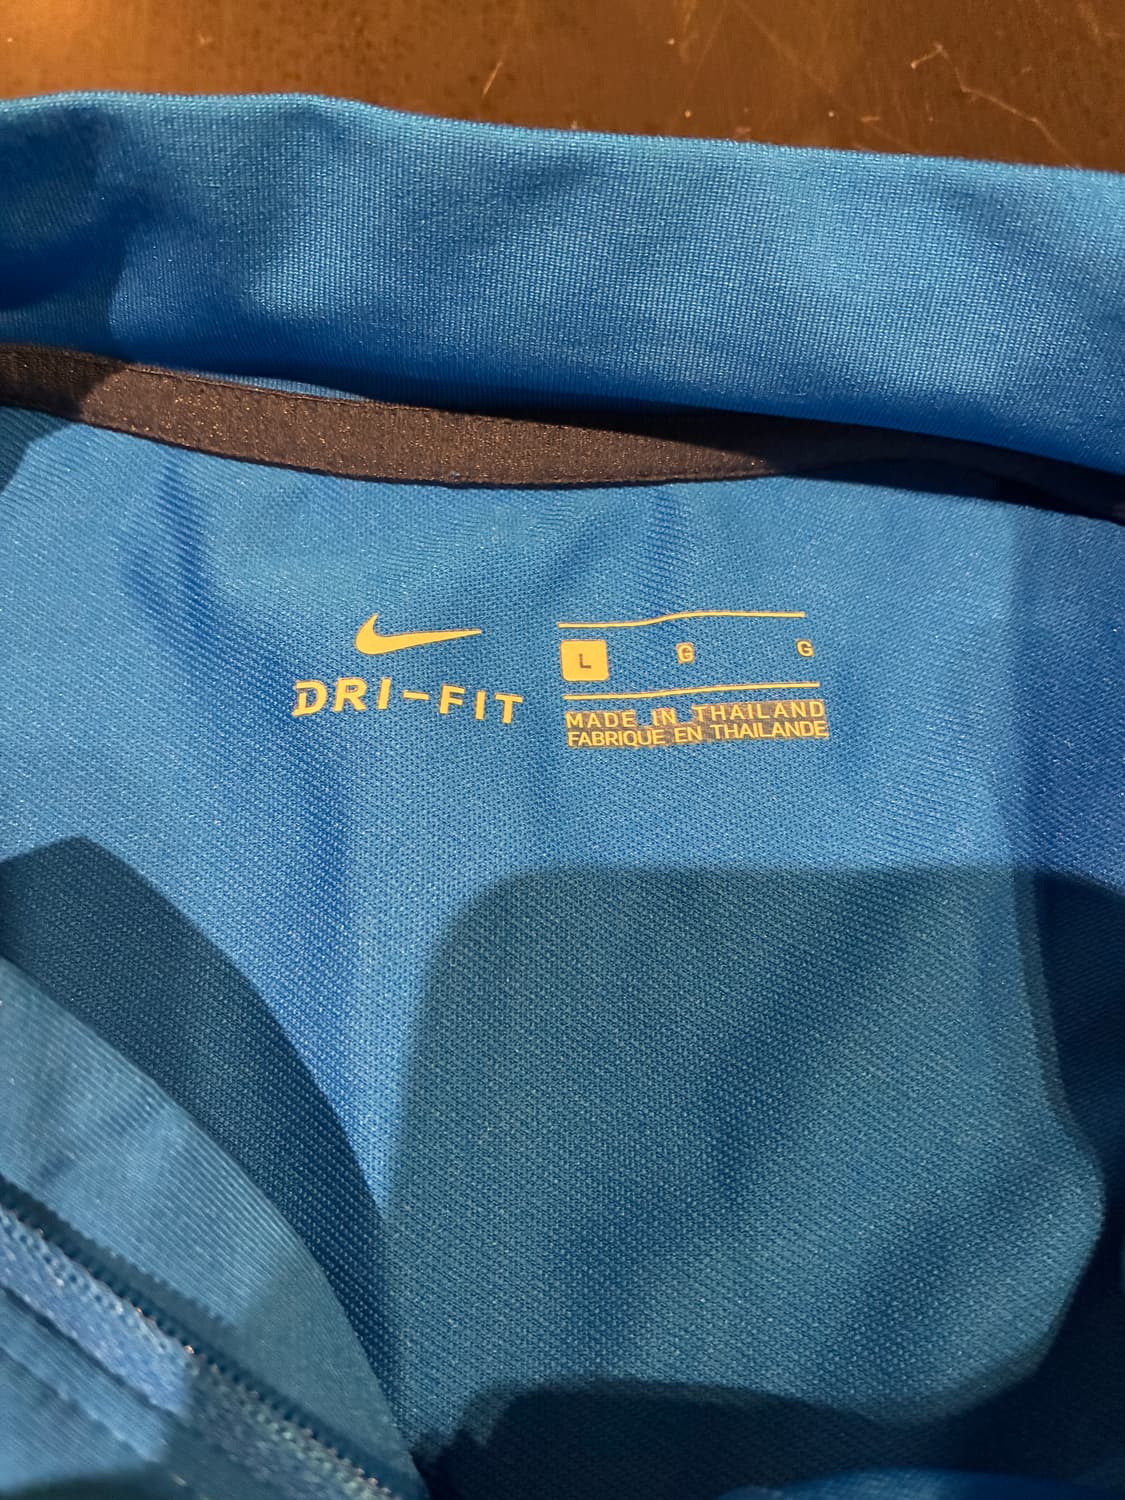 DRI-FIT
L G G
MADE IN THAILAND
FABRIQUE EN THAILANDE